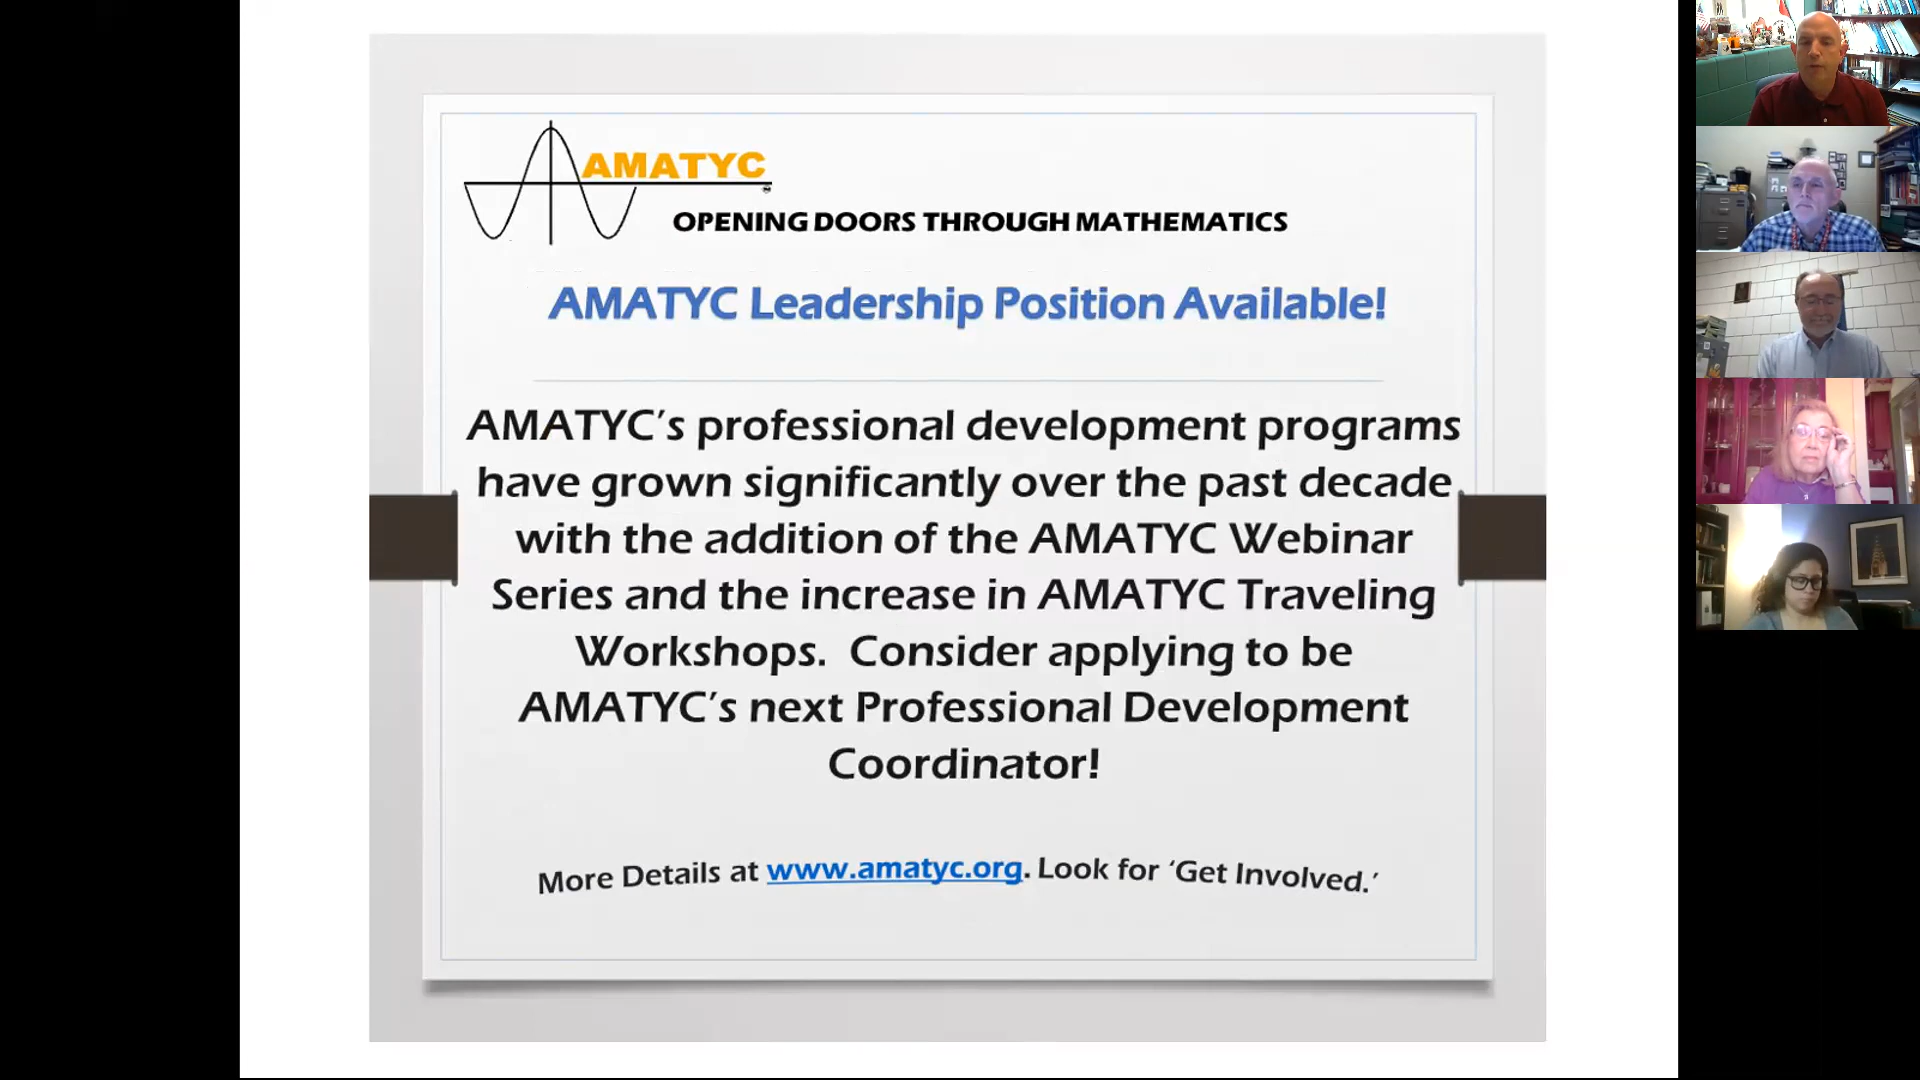 AMATYC
OPENING DOORS THROUGH MATHEMATICS
AMATYC Leadership Position Available!
AMATYC’s professional development programs
have grown significantly over the past decade
with the addition of the AMATYC Webinar
Series and the increase in AMATYC Traveling
Workshops.  Consider applying to be
AMATYC’s next Professional Development
Coordinator!
More Details at www.amatyc.org. Look for ‘Get Involved.’